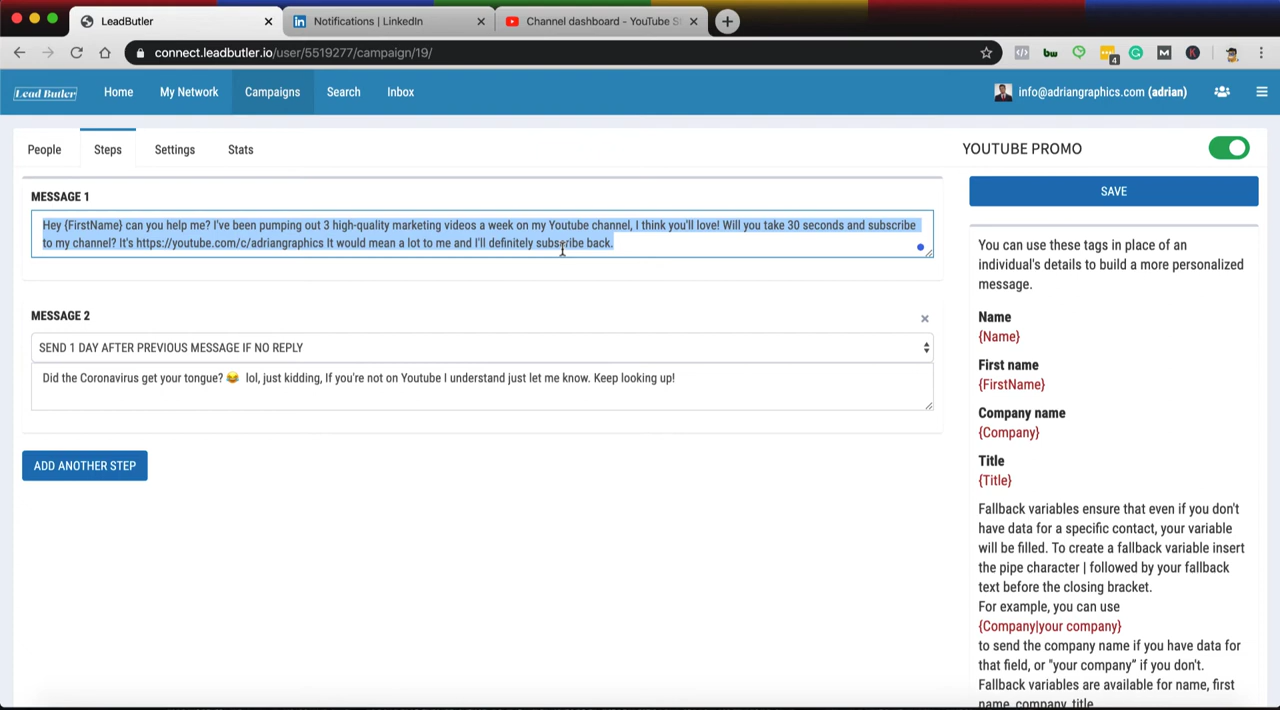 LeadButler
Notifications | LinkedIn
Channel dashboard - YouTube S
connect.leadbutler.io/user/5519277/campaign/19/
bw
4
G
M
K
Lead Butler
Home
My Network
Campaigns
Search
Inbox
info@adriangraphics.com (adrian)
People
Steps
Settings
Stats
YOUTUBE PROMO
SAVE
MESSAGE 1
Hey {FirstName} can you help me? I've been pumping out 3 high-quality marketing videos a week on my Youtube channel, I think you'll love! Will you take 30 seconds and subscribe
to my channel? It's https://youtube.com/c/adriangraphics It would mean a lot to me and I'll definitely subscribe back.
MESSAGE 2
SEND 1 DAY AFTER PREVIOUS MESSAGE IF NO REPLY
Did the Coronavirus get your tongue? 😂 lol, just kidding, If you're not on Youtube I understand just let me know. Keep looking up!
ADD ANOTHER STEP
You can use these tags in place of an
individual's details to build a more personalized
message.
Name
{Name}
First name
{FirstName}
Company name
{Company}
Title
{Title}
Fallback variables ensure that even if you don't
have data for a specific contact, your variable
will be filled. To create a fallback variable insert
the pipe character | followed by your fallback
text before the closing bracket.
For example, you can use
{Company|your company}
to send the company name if you have data for
that field, or "your company" if you don't.
Fallback variables are available for name, first
name, company, title